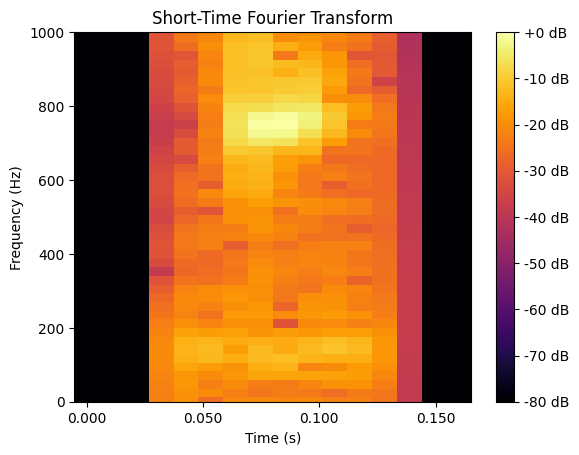 Short-Time Fourier Transform
1000
800
600
400
200
0
Frequency (Hz)
0.000
0.050
0.100
0.150
Time (s)
+0 dB
-10 dB
-20 dB
-30 dB
-40 dB
-50 dB
-60 dB
-70 dB
-80 dB